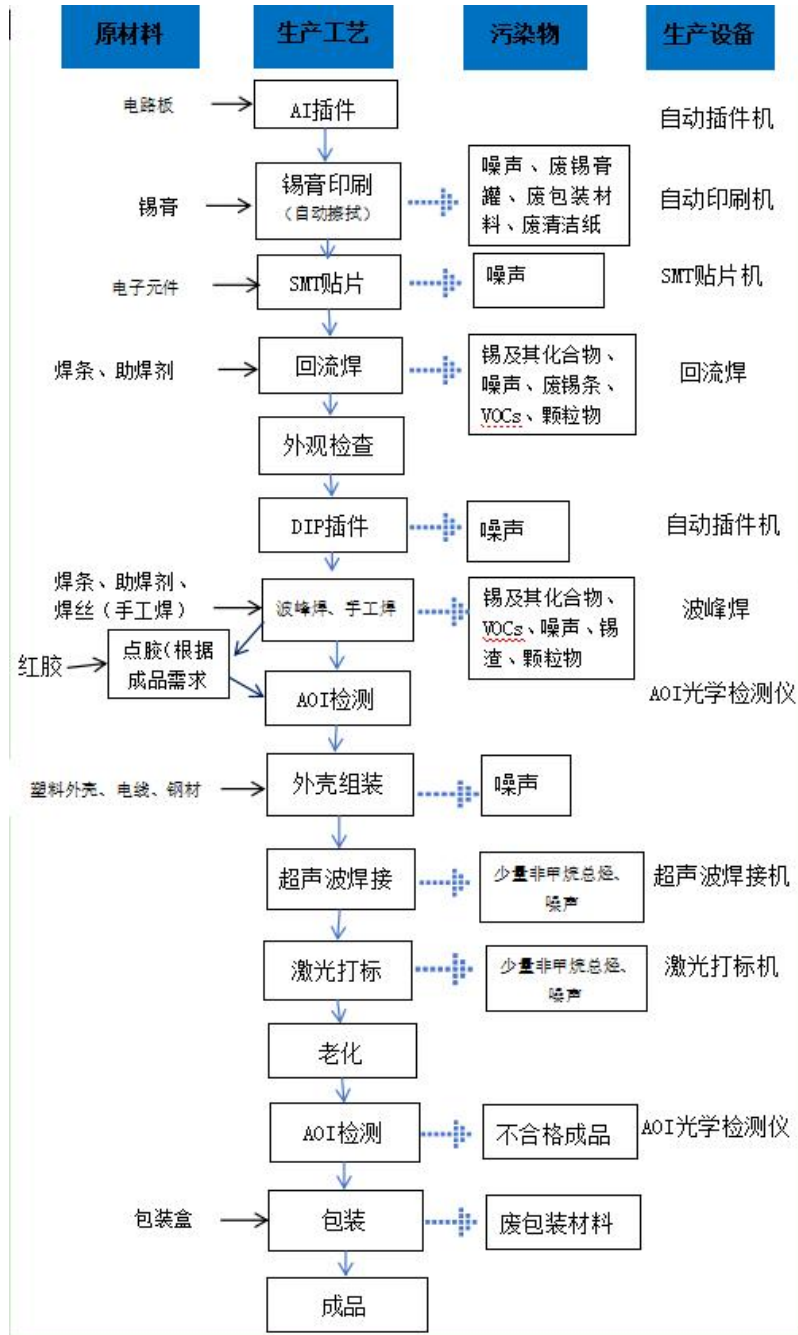 原材料
生产工艺
污染物
生产设备
电路板
AI插件
自动插件机
锡膏
锡膏印刷
（自动擦拭）
噪声、废锡膏
罐、废包装材
料、废清洁纸
自动印刷机
电子元件
SMT贴片
噪声
SMT贴片机
焊条、助焊剂
回流焊
锡及其化合物、
噪声、废锡条、
VOCs、颗粒物
回流焊
外观检查
DIP插件
噪声
自动插件机
焊条、助焊剂、
焊丝（手工焊）
波峰焊、手工焊
锡及其化合物、
VOCs、噪声、锡
渣、颗粒物
波峰焊
红胶
点胶(根据
成品需求
AOI检测
AOI光学检测仪
塑料外壳、电线、钢材
外壳组装
噪声
超声波焊接
少量非甲烷总烃、
噪声
超声波焊接机
激光打标
少量非甲烷总烃、
噪声
激光打标机
老化
AOI检测
不合格成品
AOI光学检测仪
包装盒
包装
废包装材料
成品